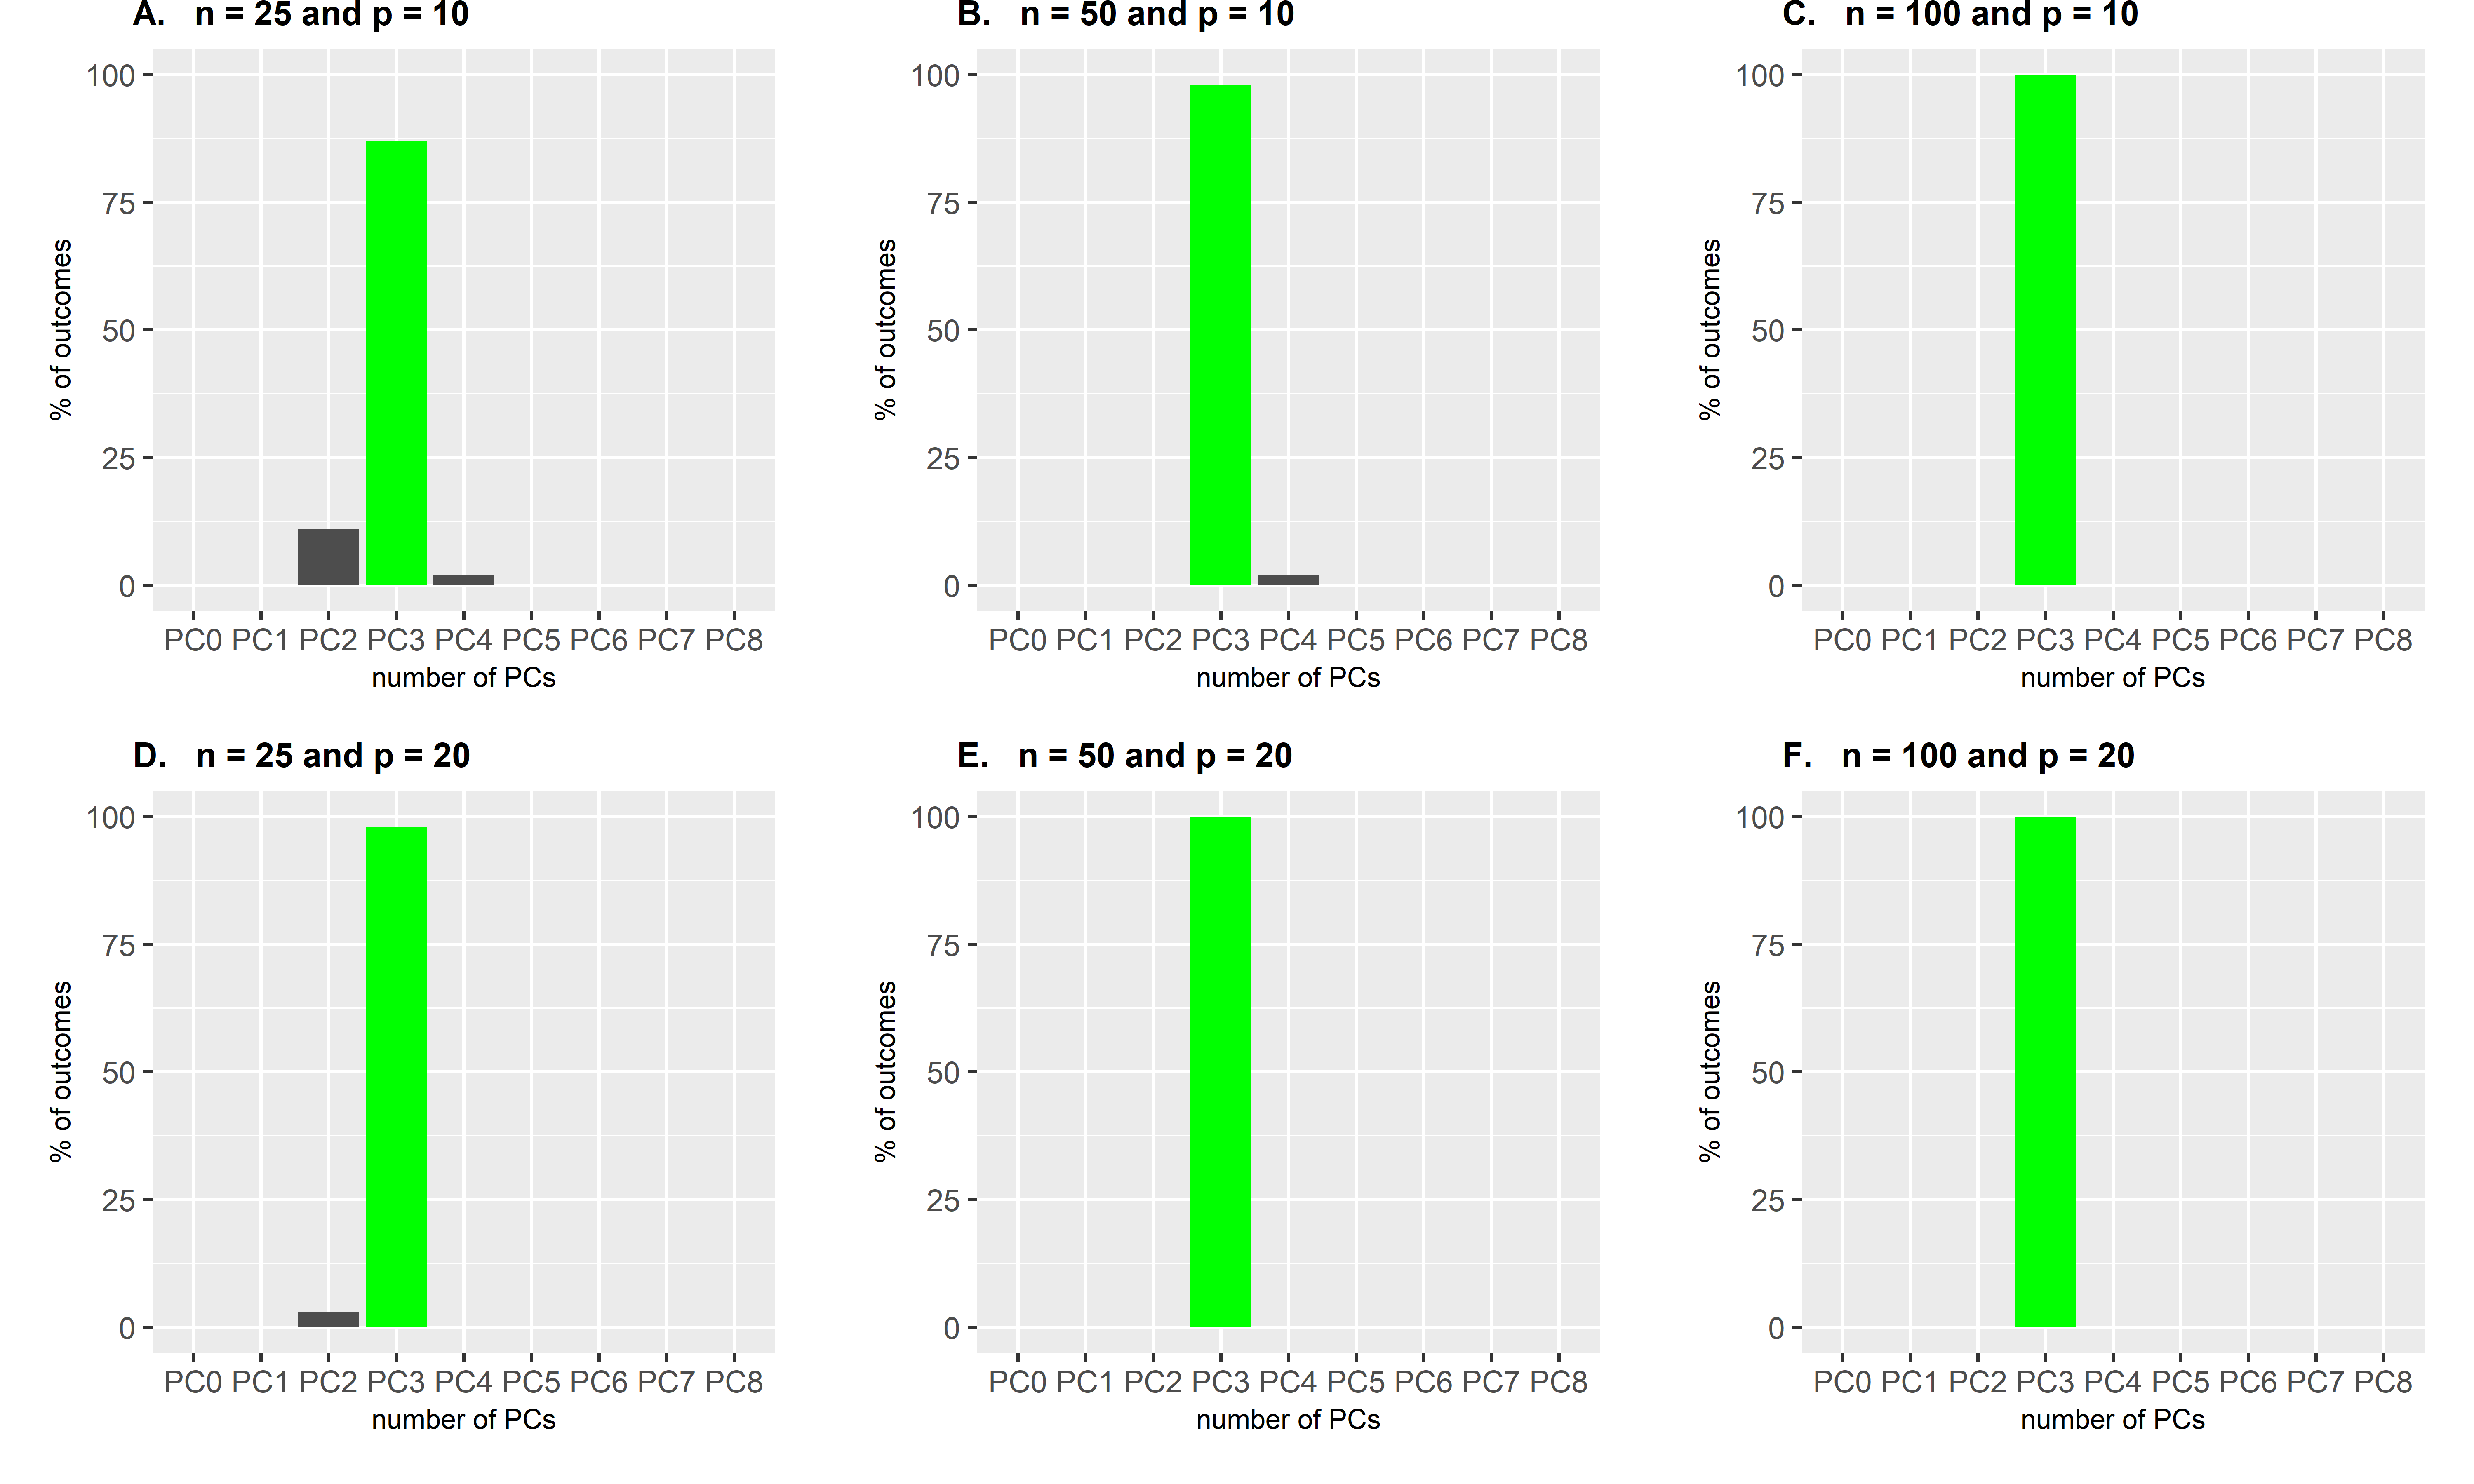 A. n = 25 and p = 10
100
75
50
25
0
% of outcomes
PC0 PC1 PC2 PC3 PC4 PC5 PC6 PC7 PC8
number of PCs
B. n = 50 and p = 10
100
75
50
25
0
% of outcomes
PC0 PC1 PC2 PC3 PC4 PC5 PC6 PC7 PC8
number of PCs
C. n = 100 and p = 10
100
75
50
25
0
% of outcomes
PC0 PC1 PC2 PC3 PC4 PC5 PC6 PC7 PC8
number of PCs
D. n = 25 and p = 20
100
75
50
25
0
% of outcomes
PC0 PC1 PC2 PC3 PC4 PC5 PC6 PC7 PC8
number of PCs
E. n = 50 and p = 20
100
75
50
25
0
% of outcomes
PC0 PC1 PC2 PC3 PC4 PC5 PC6 PC7 PC8
number of PCs
F. n = 100 and p = 20
100
75
50
25
0
% of outcomes
PC0 PC1 PC2 PC3 PC4 PC5 PC6 PC7 PC8
number of PCs